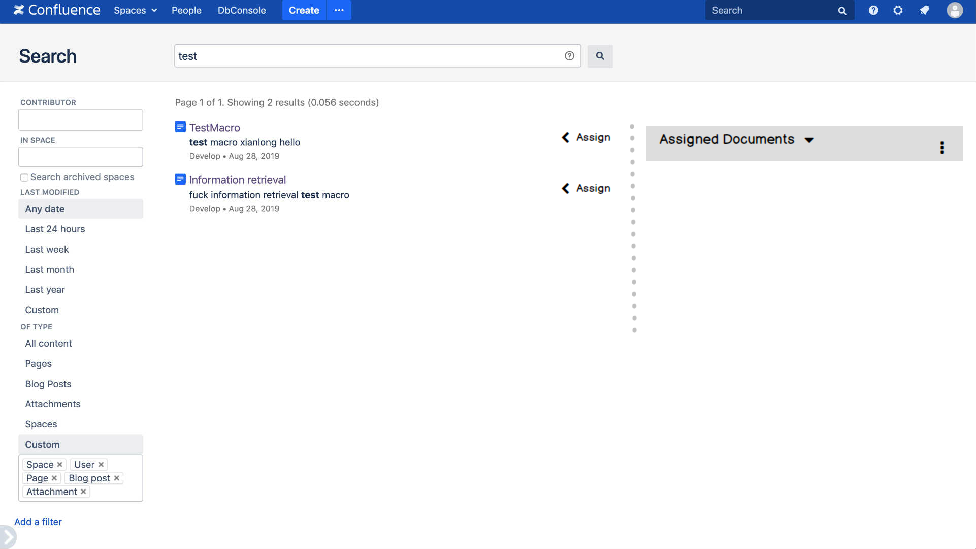 Confluence Spaces People DbConsole Create ... Search
Search
test
CONTRIBUTOR
IN SPACE
Search archived spaces
LAST MODIFIED
Any date
Last 24 hours
Last week
Last month
Last year
Custom
OF TYPE
All content
Pages
Blog Posts
Attachments
Spaces
Custom
Space × User ×
Page × Blog post ×
Attachment ×
Add a filter
Page 1 of 1. Showing 2 results (0.056 seconds)
TestMacro
test macro xianlong hello
Develop • Aug 28, 2019
Assign
Information retrieval
fuck information retrieval test macro
Develop • Aug 28, 2019
Assign
Assigned Documents